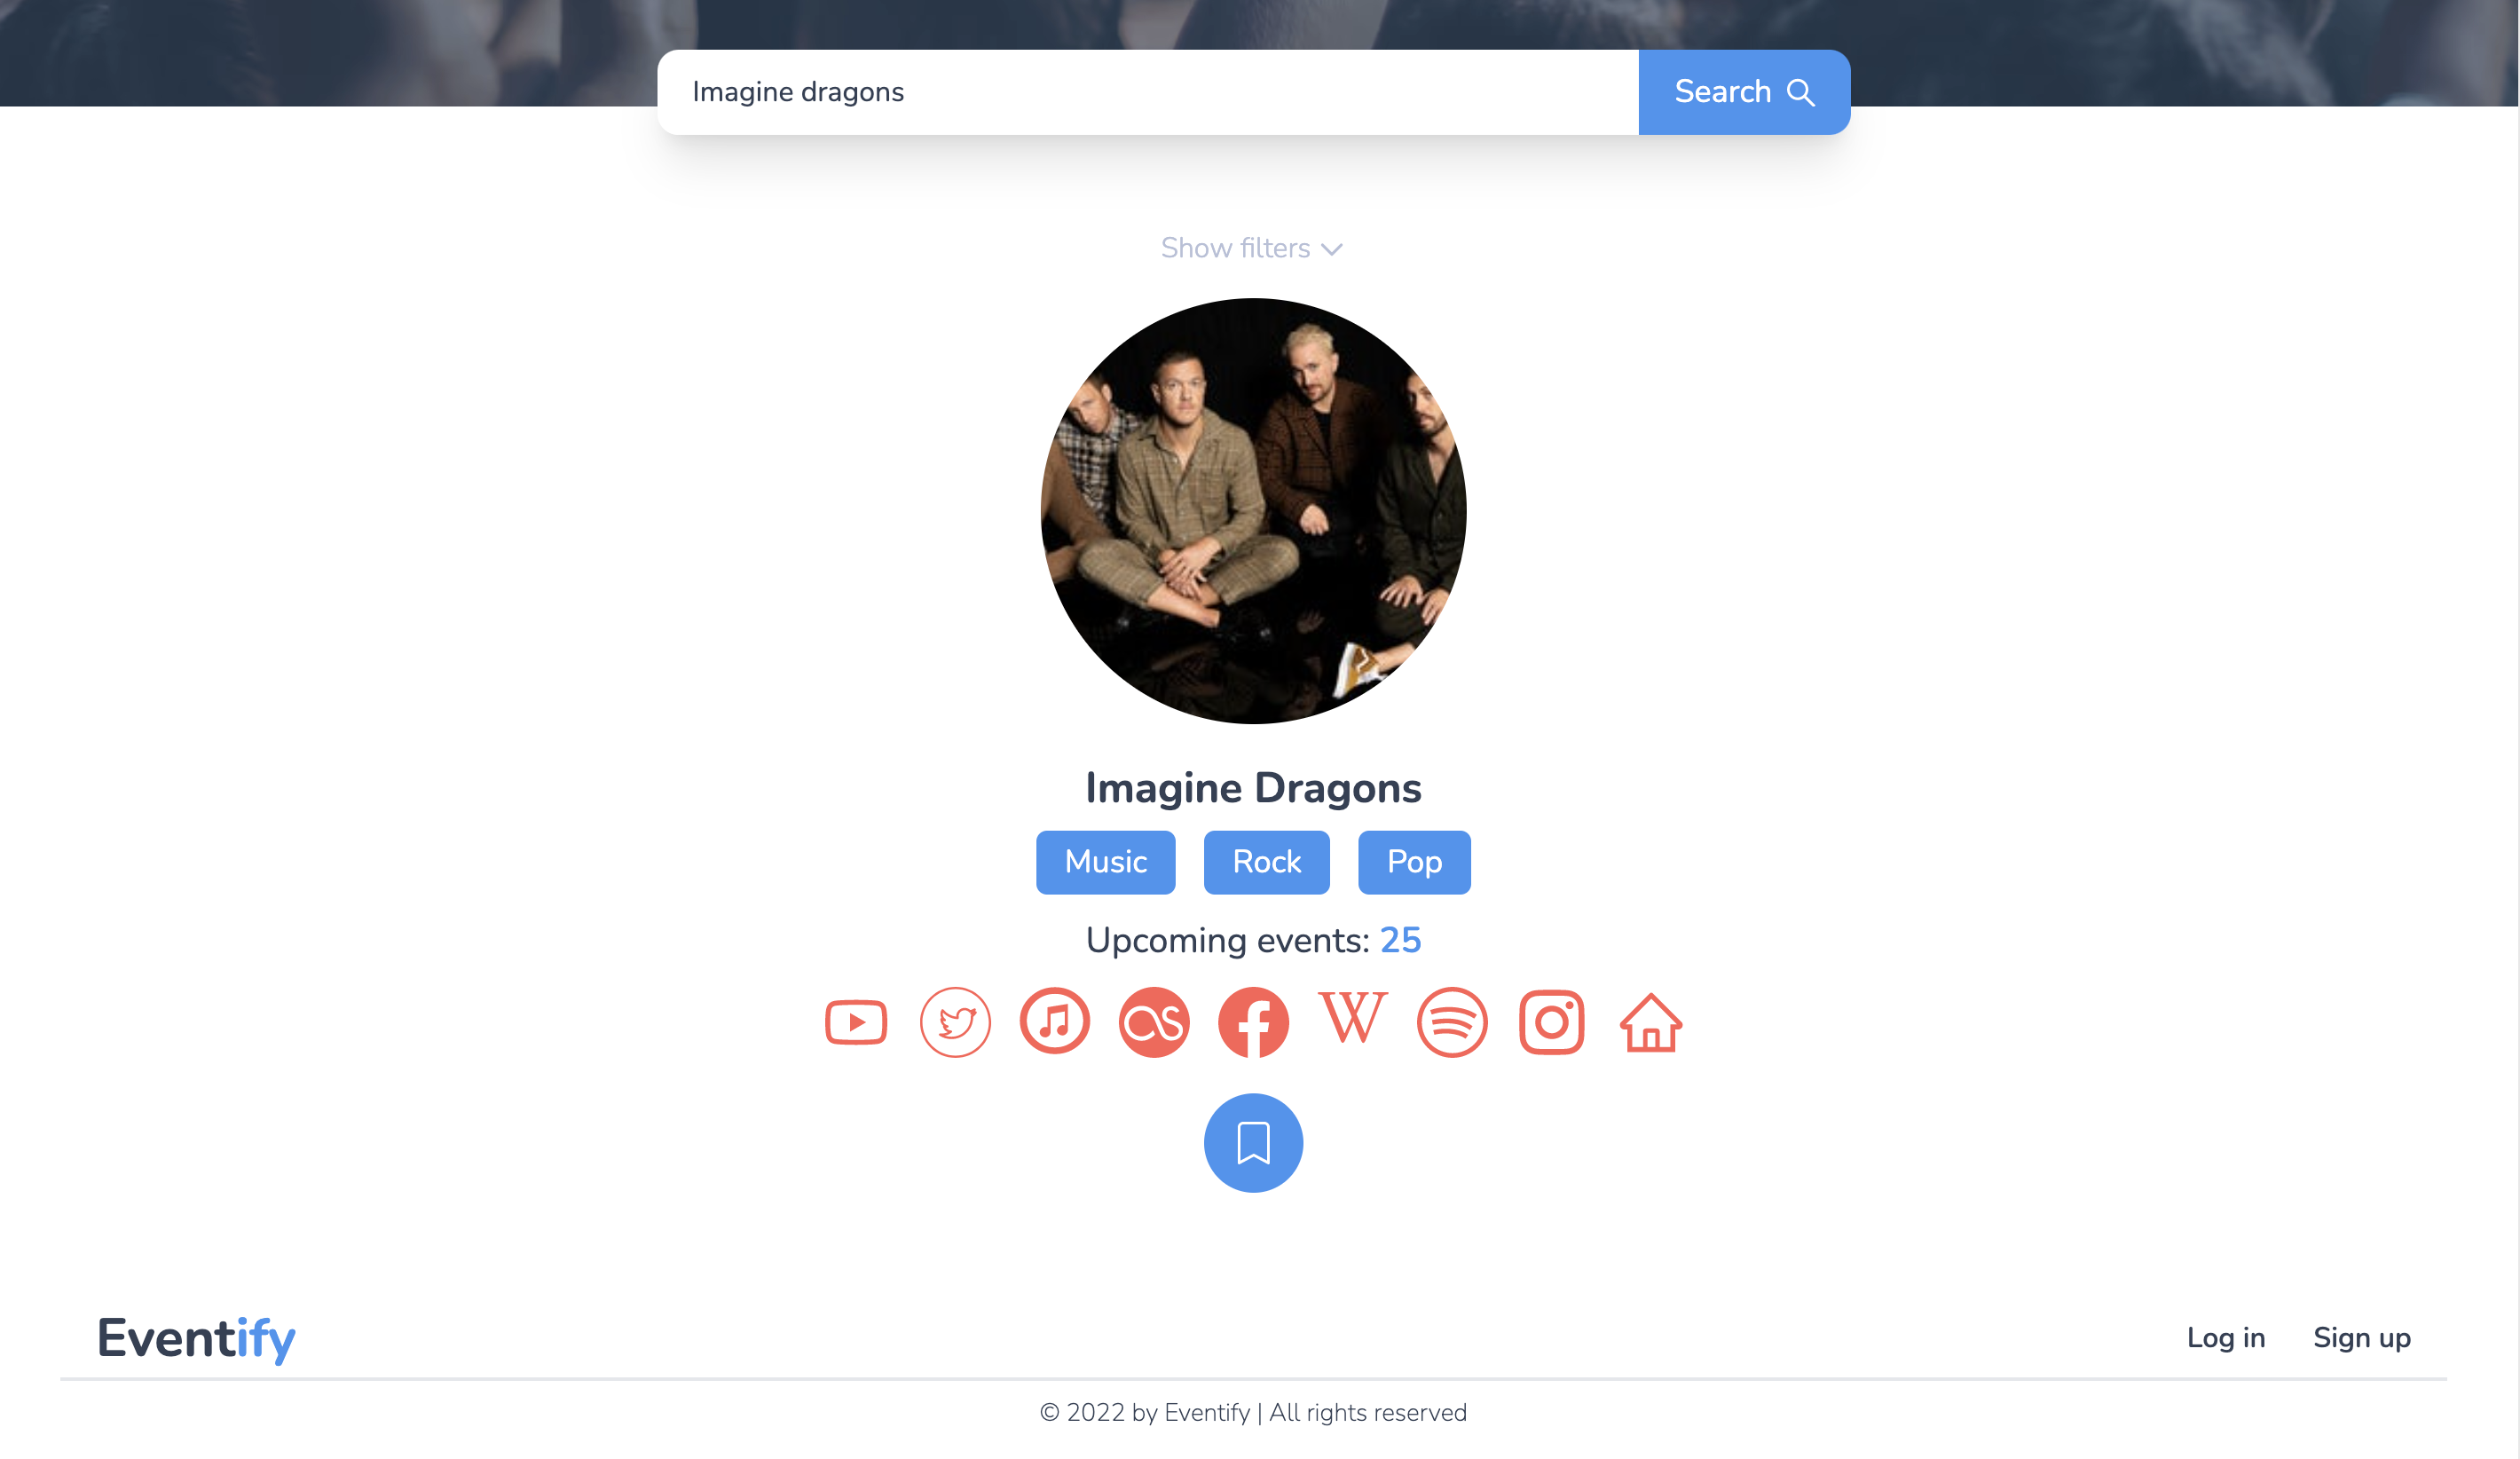 Imagine dragons
Search
Show filters
Imagine Dragons
Music Rock Pop
Upcoming events: 25
Eventify
Log in Sign up
© 2022 by Eventify | All rights reserved